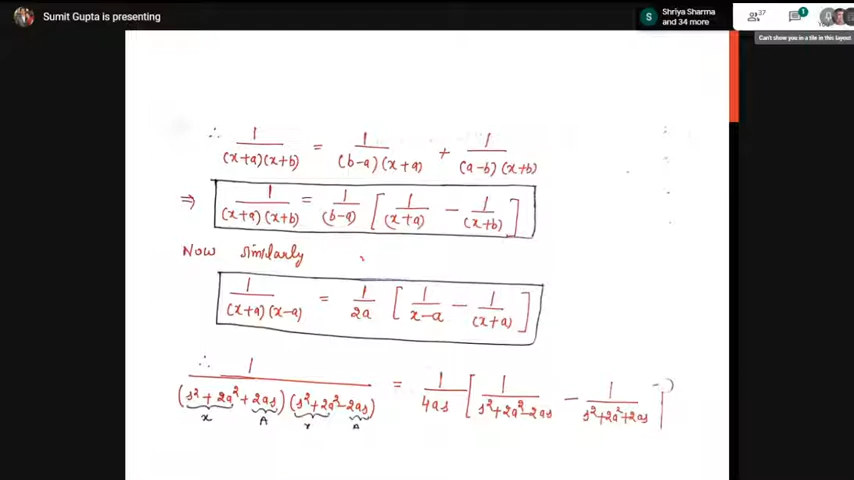 Sumit Gupta is presenting
S Shriya Sharma and 34 more
37
1
Can't show you in a tile in this layout
∴ 1/((x+a)(x+b)) = 1/((b-a)(x+a)) + 1/((a-b)(x+b))
⇒ 1/((x+a)(x+b)) = 1/(b-a) [ 1/(x+a) - 1/(x+b) ]
Now similarly
1/((x+a)(x-a)) = 1/2a [ 1/(x-a) - 1/(x+a) ]
∴ 1/((s²+2a²+2as)(s²+2a²-2as)) = 1/4as [ 1/(s²+2a²-2as) - 1/(s²+2a²+2as) ]
x A x A